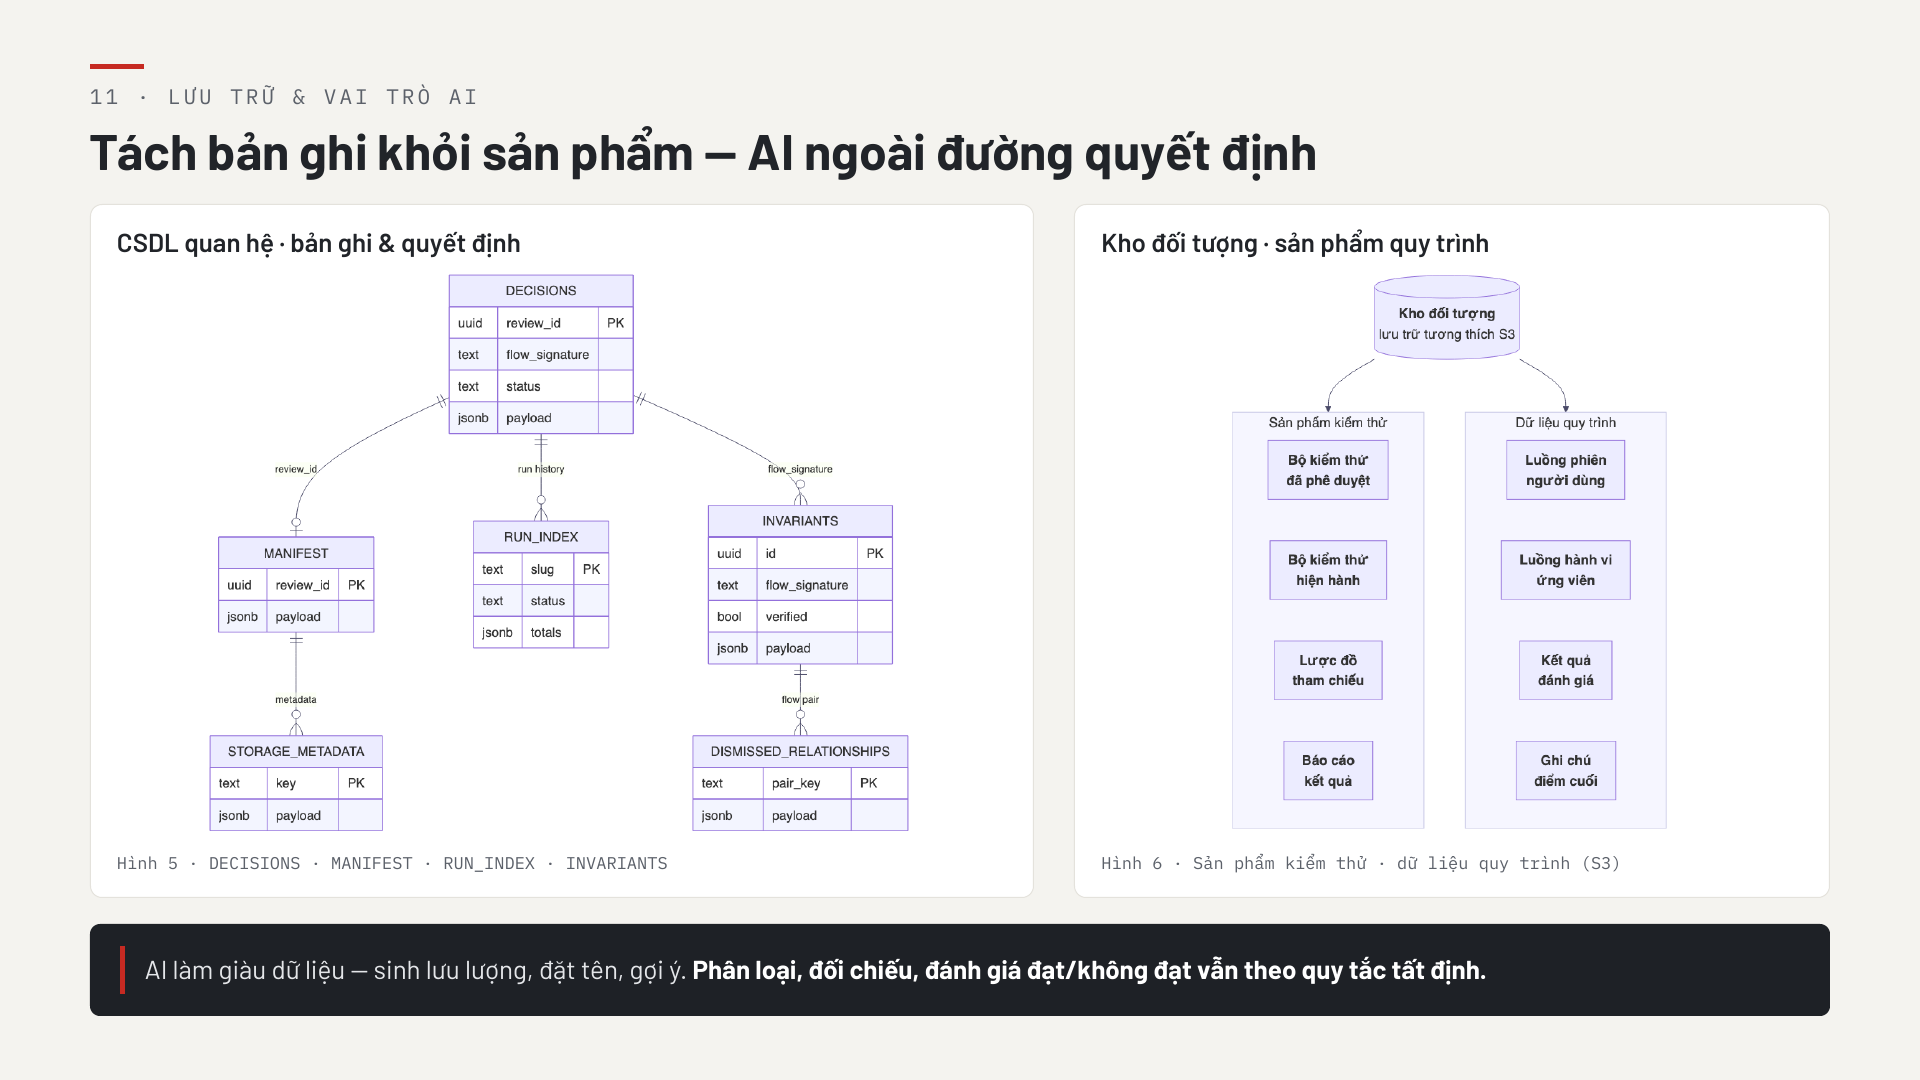 11 · LƯU TRỮ & VAI TRÒ AI
Tách bản ghi khỏi sản phẩm — AI ngoài đường quyết định
CSDL quan hệ · bản ghi & quyết định
DECISIONS
uuid review_id PK
text flow_signature
text status
jsonb payload
review_id
run history
flow_signature
MANIFEST
uuid review_id PK
jsonb payload
RUN_INDEX
text slug PK
text status
jsonb totals
INVARIANTS
uuid id PK
text flow_signature
bool verified
jsonb payload
metadata
flow pair
STORAGE_METADATA
text key PK
jsonb payload
DISMISSED_RELATIONSHIPS
text pair_key PK
jsonb payload
Hình 5 · DECISIONS · MANIFEST · RUN_INDEX · INVARIANTS
Kho đối tượng · sản phẩm quy trình
Kho đối tượng
lưu trữ tương thích S3
Sản phẩm kiểm thử
Bộ kiểm thử
đã phê duyệt
Bộ kiểm thử
hiện hành
Lược đồ
tham chiếu
Báo cáo
kết quả
Dữ liệu quy trình
Luồng phiên
người dùng
Luồng hành vi
ứng viên
Kết quả
đánh giá
Ghi chú
điểm cuối
Hình 6 · Sản phẩm kiểm thử · dữ liệu quy trình (S3)
AI làm giàu dữ liệu — sinh lưu lượng, đặt tên, gợi ý. Phân loại, đối chiếu, đánh giá đạt/không đạt vẫn theo quy tắc tất định.